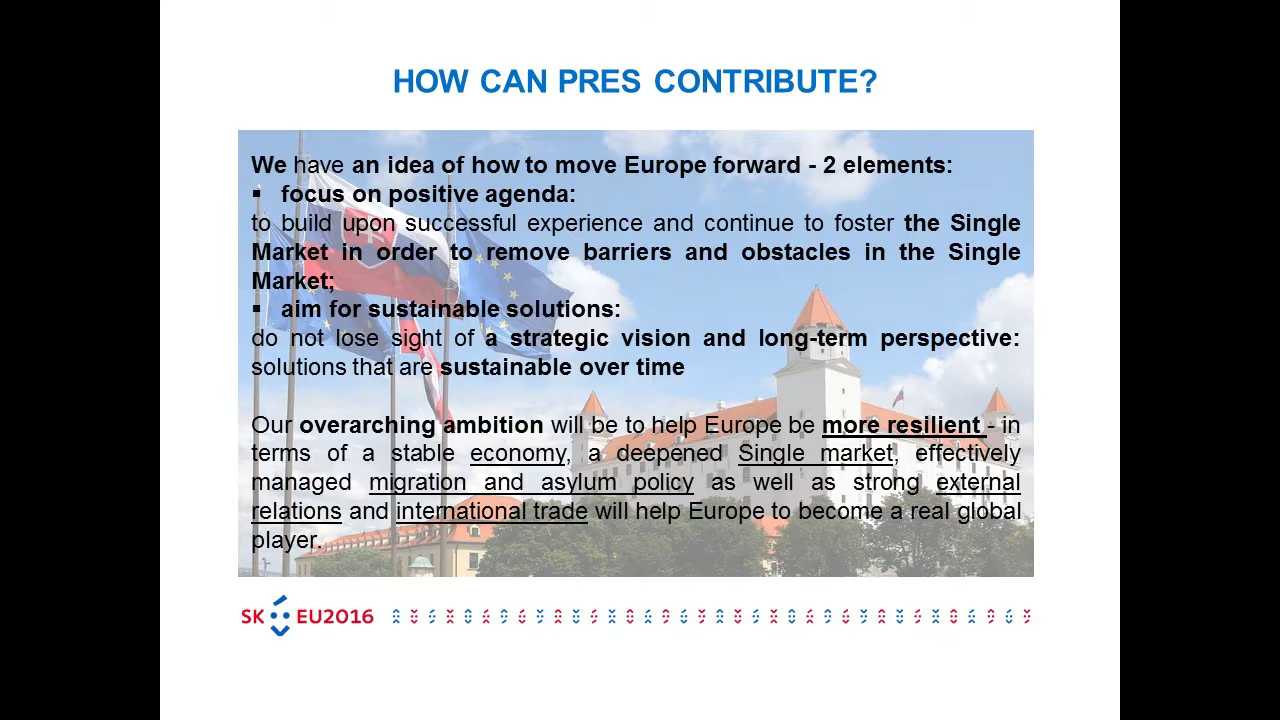 HOW CAN PRES CONTRIBUTE?
We have an idea of how to move Europe forward - 2 elements:
▪ focus on positive agenda:
to build upon successful experience and continue to foster the Single
Market in order to remove barriers and obstacles in the Single
Market;
▪ aim for sustainable solutions:
do not lose sight of a strategic vision and long-term perspective:
solutions that are sustainable over time
Our overarching ambition will be to help Europe be more resilient - in
terms of a stable economy, a deepened Single market, effectively
managed migration and asylum policy as well as strong external
relations and international trade will help Europe to become a real global
player.
SK EU2016